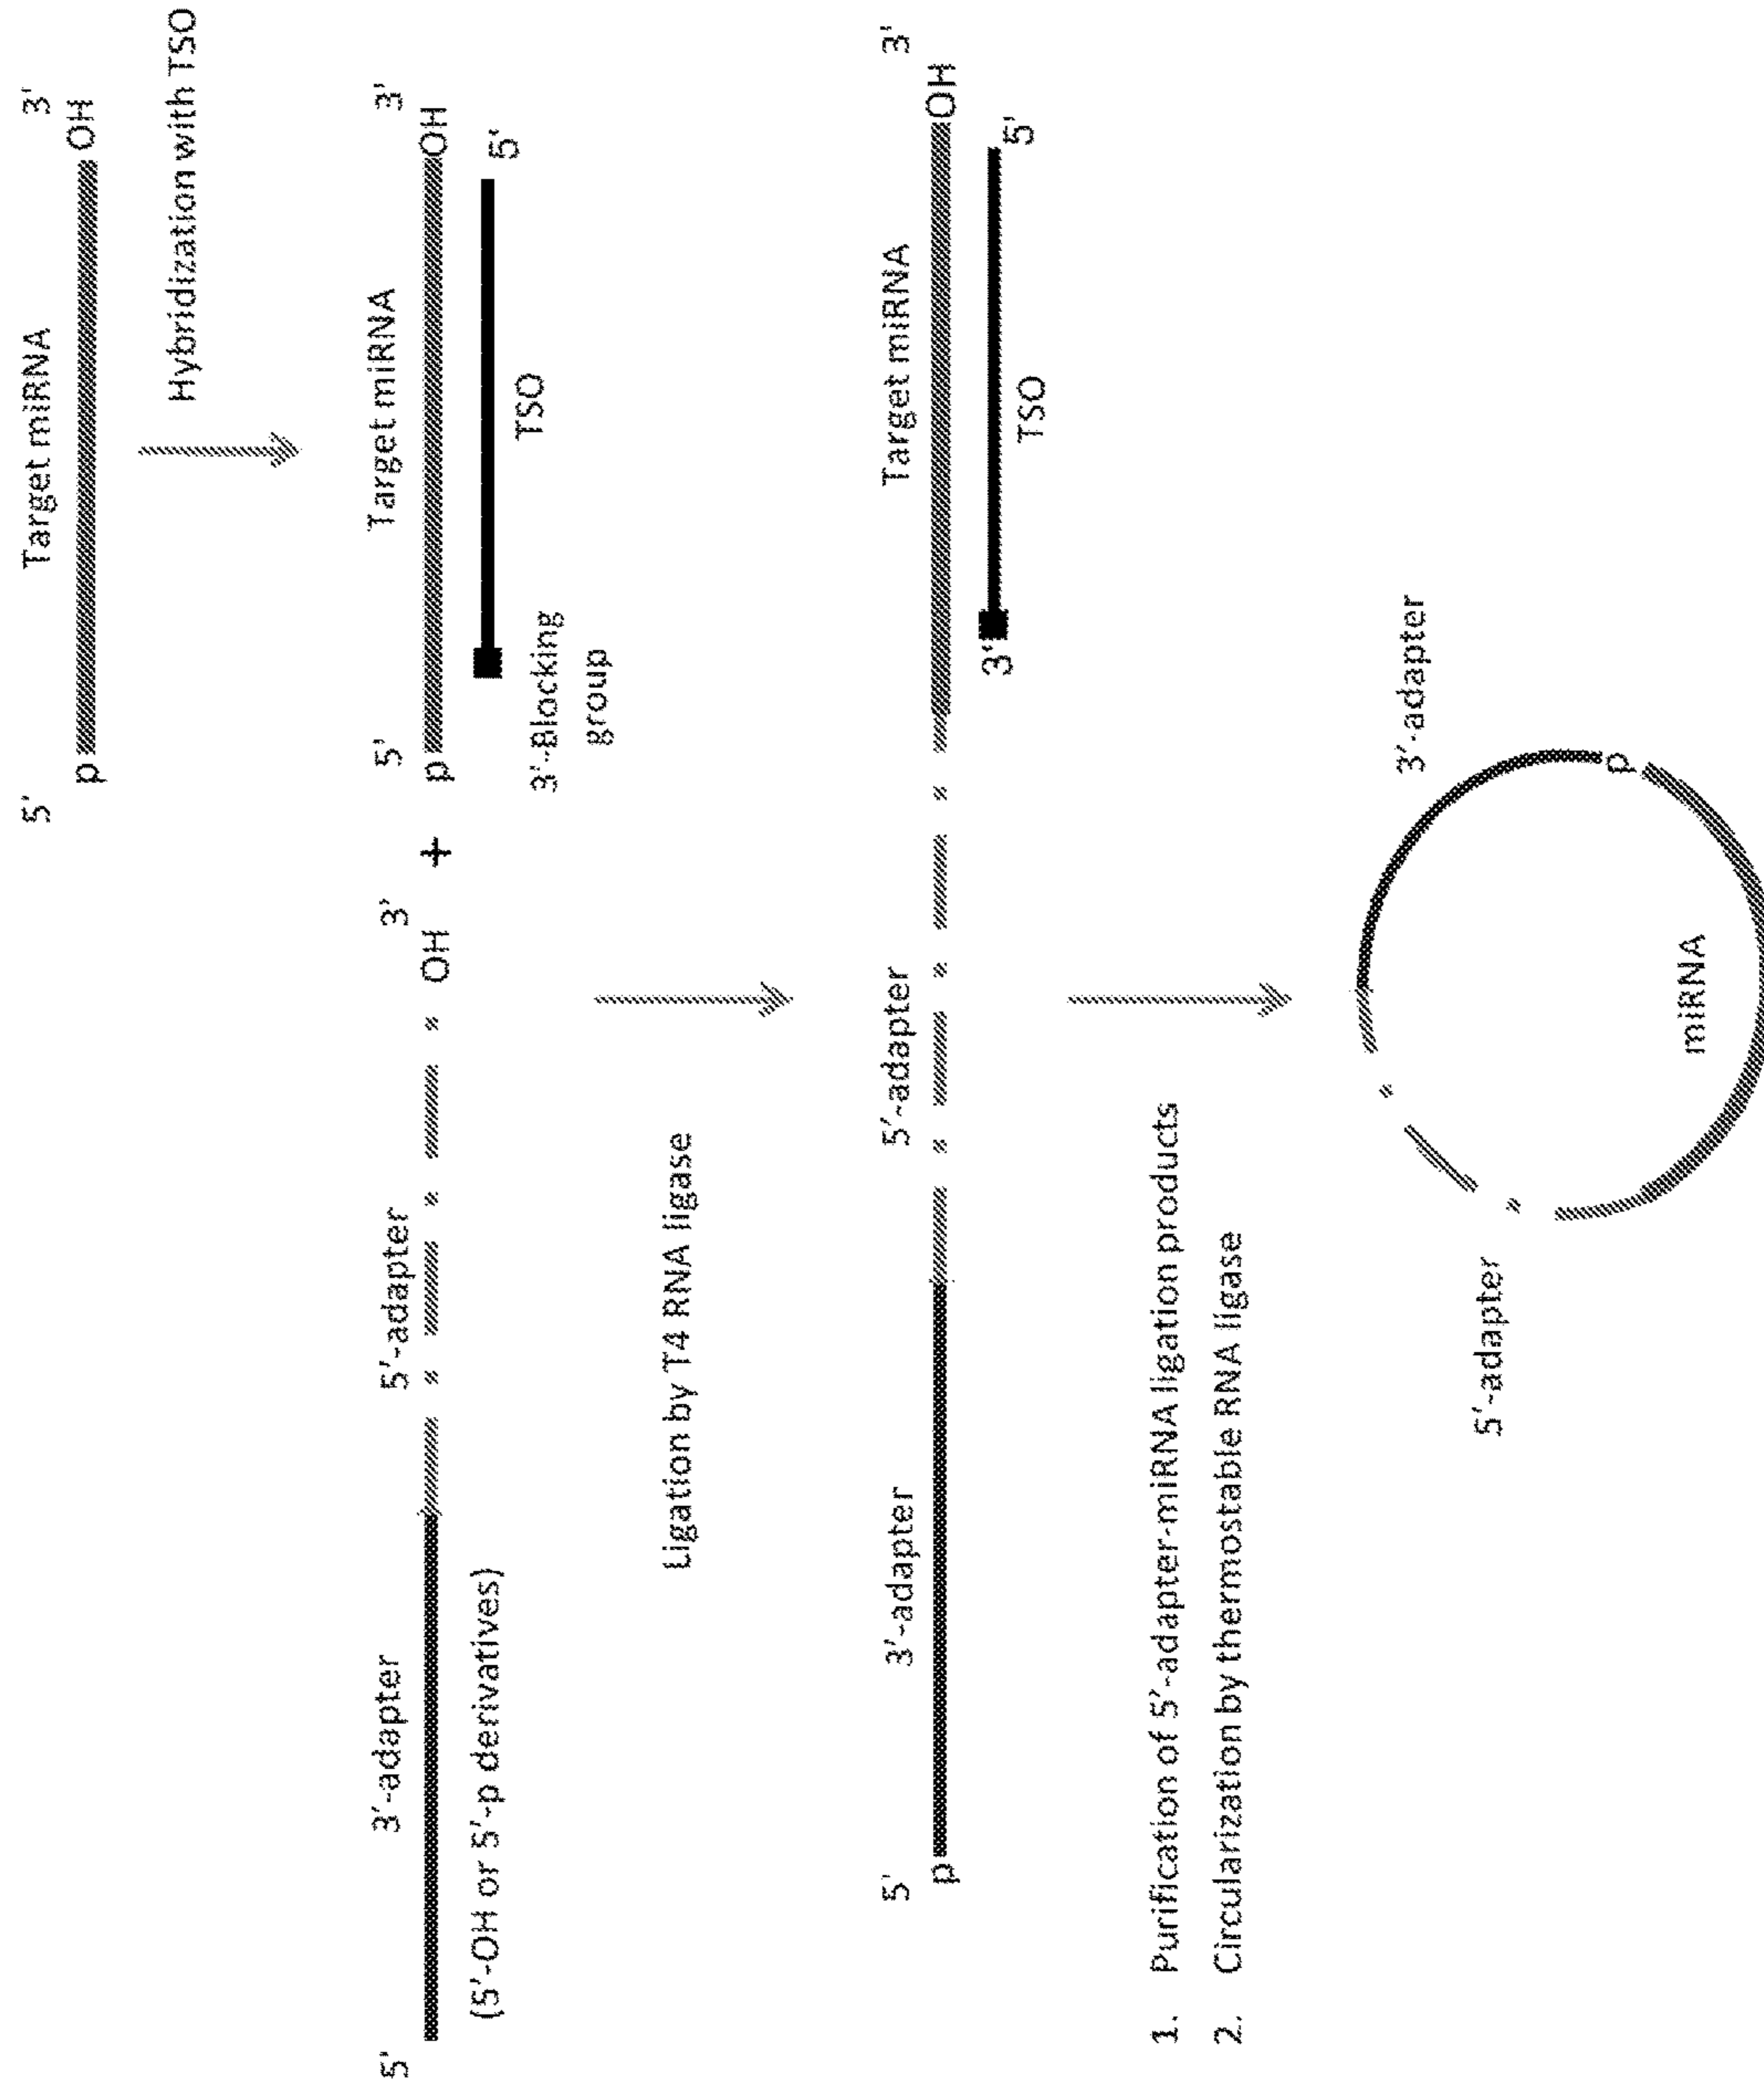 Target miRNA
5'
3'
p
OH
Hybridization with TSO
3'-adapter
5'-adapter
Target miRNA
5'
3'
5'
3'
OH
+
p
OH
(5'-OH or 5'-p derivatives)
5'
3'-Blocking
group
TSO
Ligation by T4 RNA ligase
3'-adapter
5'-adapter
Target miRNA
5'
3'
p
OH
3'
5'
TSO
1. Purification of 5'-adapter-miRNA ligation products
2. Circularization by thermostable RNA ligase
3'-adapter
5'-adapter
p
miRNA